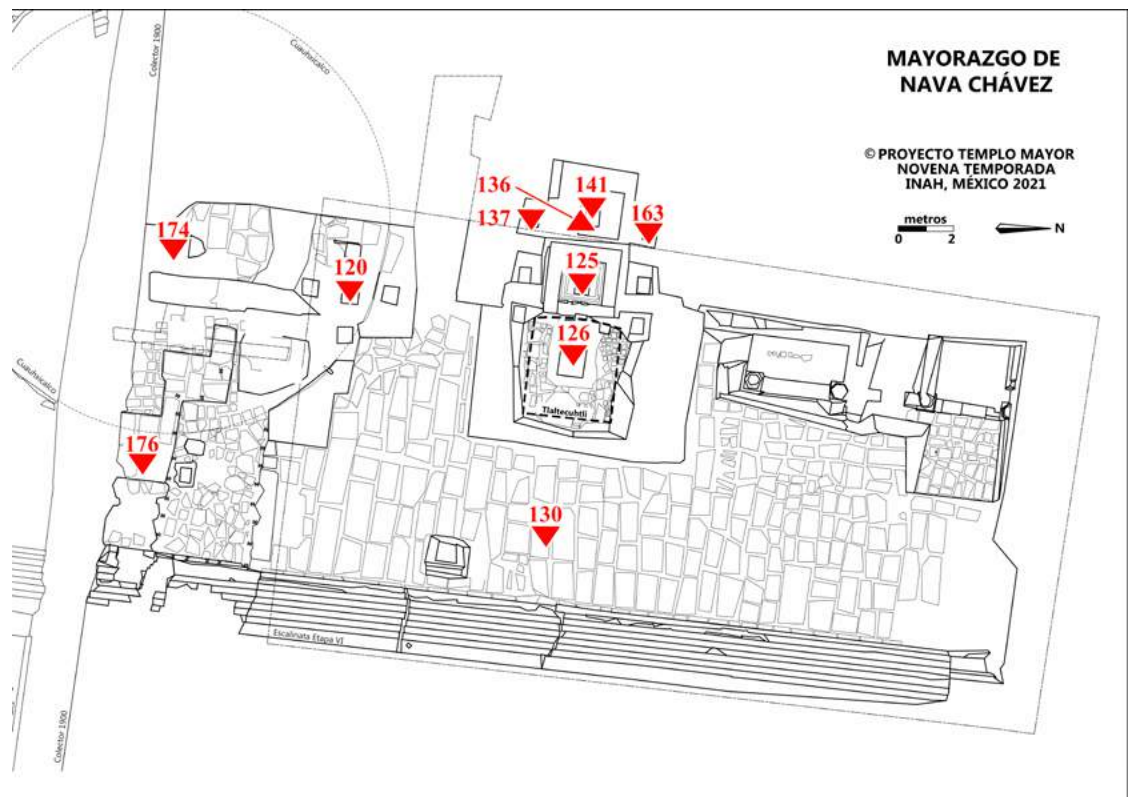 MAYORAZGO DE
NAVA CHÁVEZ
© PROYECTO TEMPLO MAYOR
NOVENA TEMPORADA
INAH, MÉXICO 2021
metros
0 2
N
Colector 1900
Cuauhxicalco
136
141
137
163
174
120
125
126
Tlaltecuhtli
Cuauhxicalco
176
130
Escalinata Etapa VI
Colector 1900